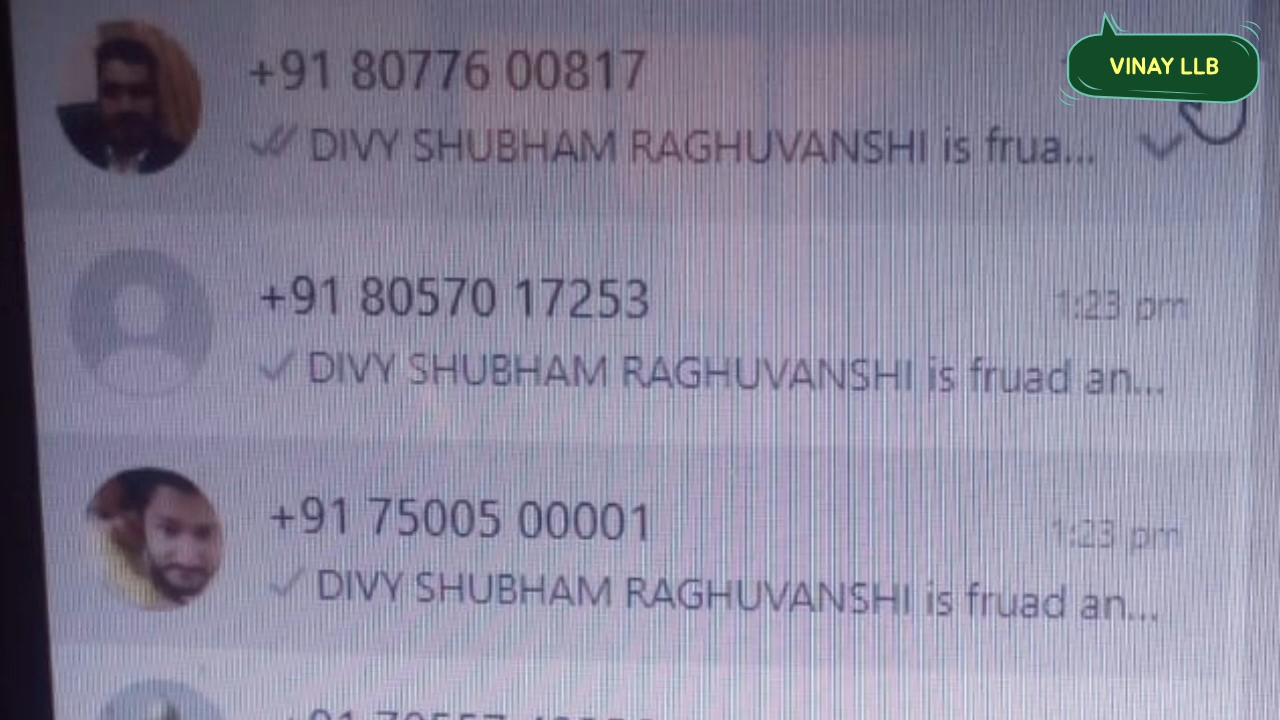 VINAY LLB
+91 80776 00817
DIVY SHUBHAM RAGHUVANSHI is frua...
+91 80570 17253
1:23 pm
DIVY SHUBHAM RAGHUVANSHI is fruad an...
+91 75005 00001
1:23 pm
DIVY SHUBHAM RAGHUVANSHI is fruad an...